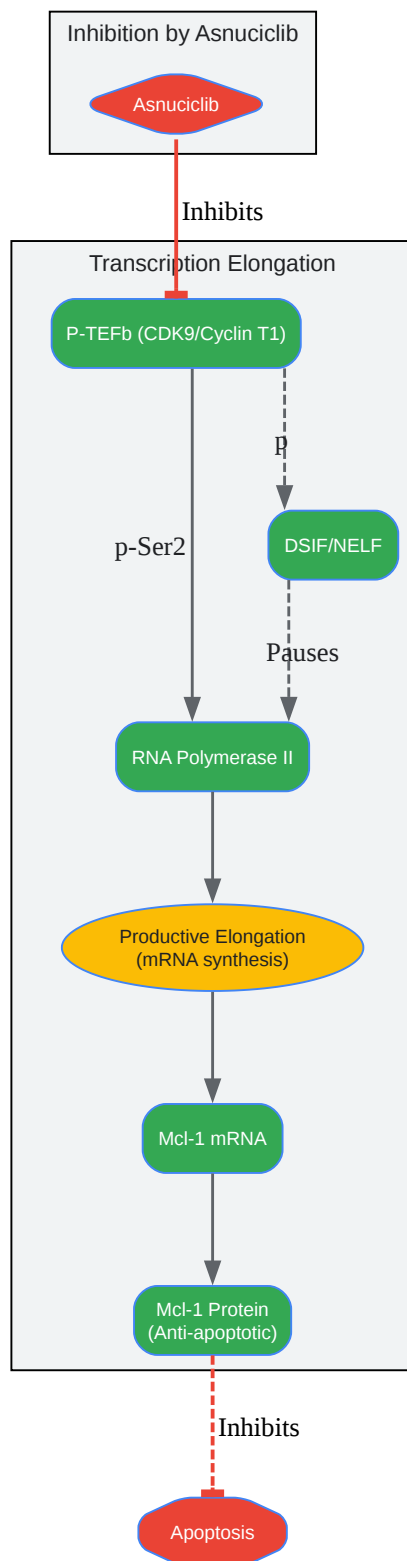 Inhibition by Asnuciclib
Asnuciclib
Inhibits
Transcription Elongation
P-TEFb (CDK9/Cyclin T1)
p
p-Ser2
DSIF/NELF
Pauses
RNA Polymerase II
Productive Elongation
(mRNA synthesis)
Mcl-1 mRNA
Mcl-1 Protein
(Anti-apoptotic)
Inhibits
Apoptosis